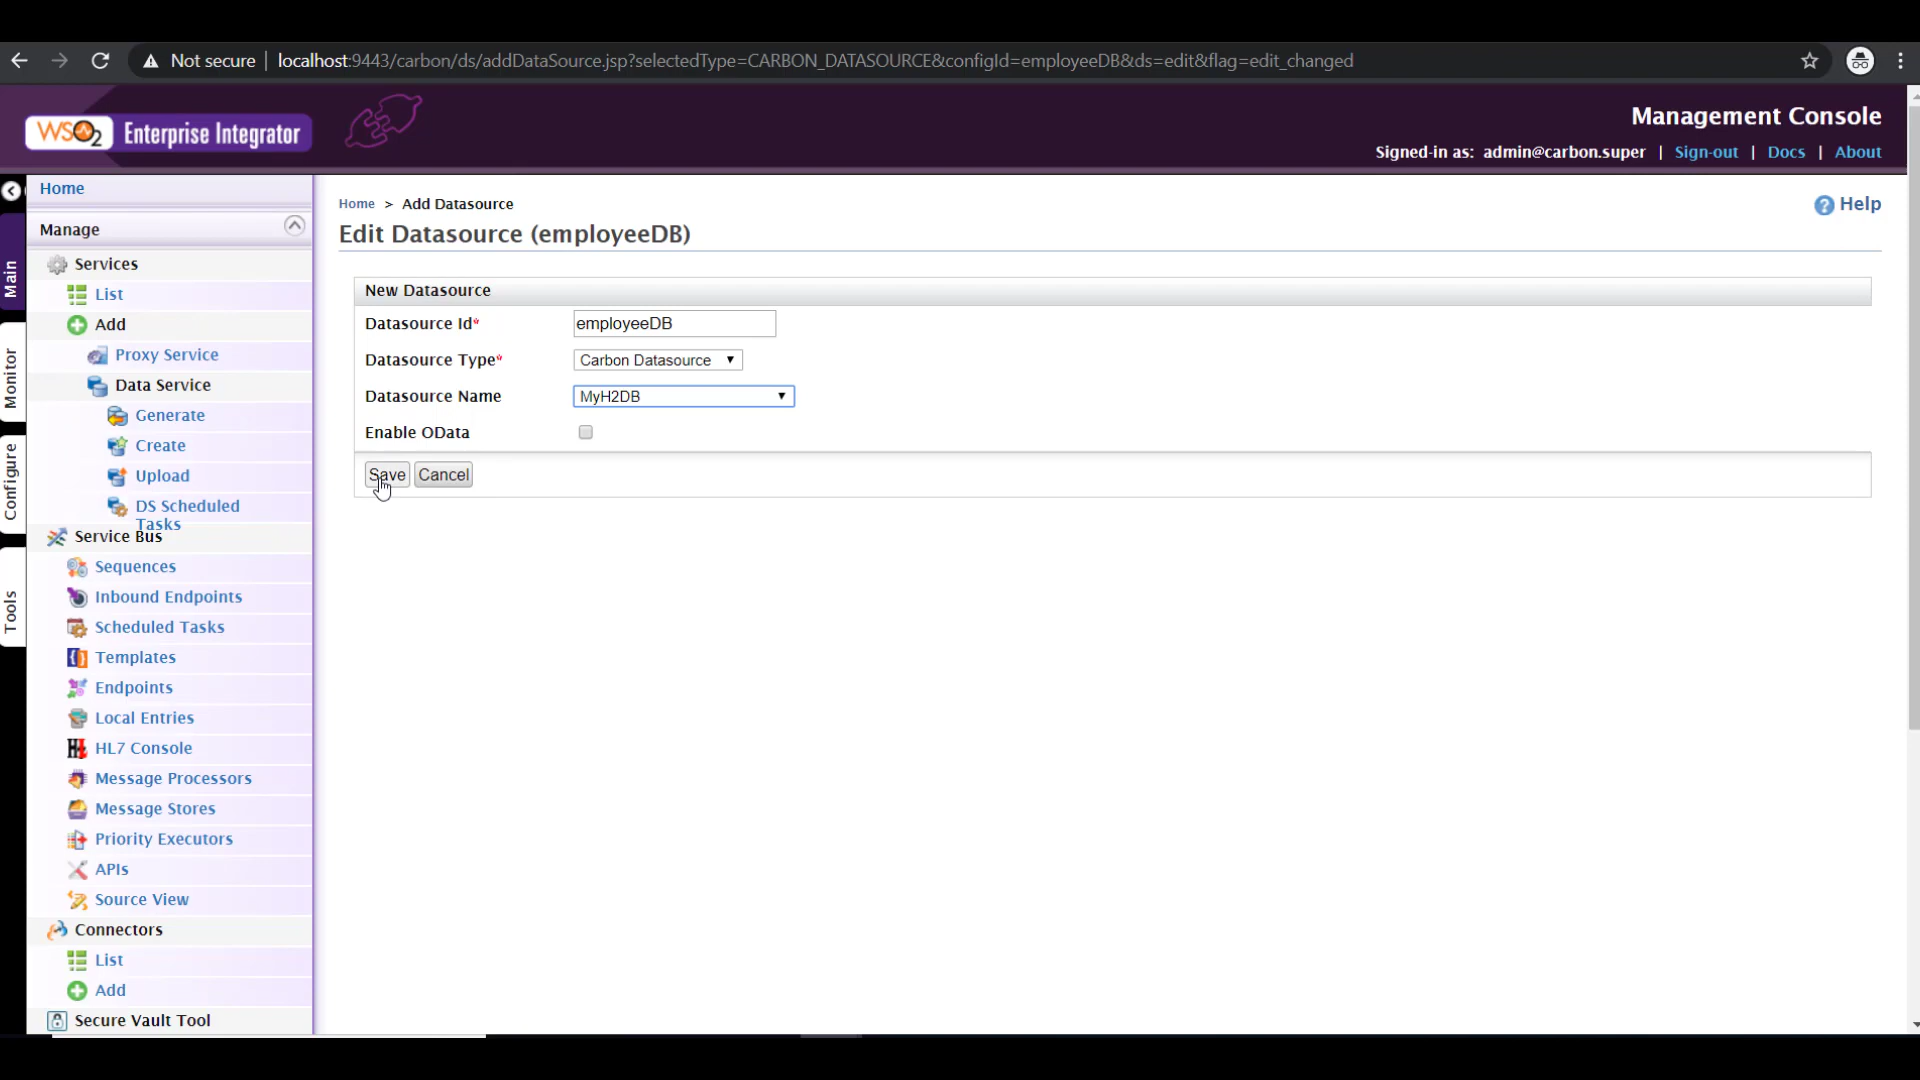 Not secure | localhost:9443/carbon/ds/addDataSource.jsp?selectedType=CARBON_DATASOURCE&configId=employeeDB&ds=edit&flag=edit_changed
WSO2 Enterprise Integrator
Management Console
Signed-in as: admin@carbon.super | Sign-out | Docs | About
Main
Monitor
Configure
Tools
Home
Manage
Services
List
Add
Proxy Service
Data Service
Generate
Create
Upload
DS Scheduled
Tasks
Service Bus
Sequences
Inbound Endpoints
Scheduled Tasks
Templates
Endpoints
Local Entries
HL7 Console
Message Processors
Message Stores
Priority Executors
APIs
Source View
Connectors
List
Add
Secure Vault Tool
Home > Add Datasource
Help
Edit Datasource (employeeDB)
New Datasource
Datasource Id* employeeDB
Datasource Type* Carbon Datasource
Datasource Name MyH2DB
Enable OData
Save Cancel